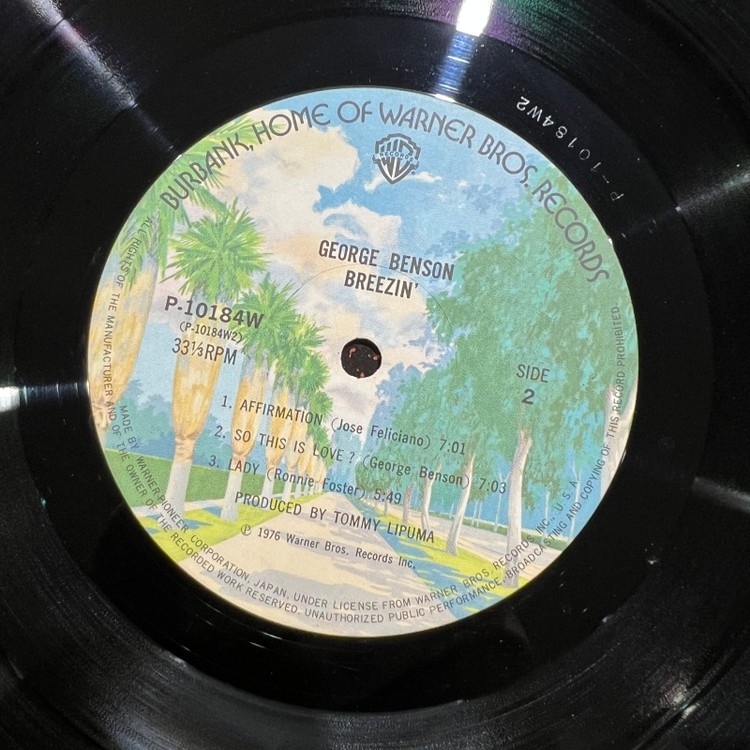 BURBANK, HOME OF WARNER BROS. RECORDS
RECORDS
P-10184W2
GEORGE BENSON
BREEZIN'
P-10184W
(P-10184W2)
33⅓RPM
SIDE
2
1. AFFIRMATION (Jose Feliciano) 7:01
2. SO THIS IS LOVE? (George Benson) 7:03
3. LADY (Ronnie Foster) 5:49
PRODUCED BY TOMMY LIPUMA
℗ 1976 Warner Bros. Records Inc.
MADE BY WARNER-PIONEER CORPORATION, JAPAN, UNDER LICENSE FROM WARNER BROS. RECORDS INC., U.S.A.
ALL RIGHTS OF THE MANUFACTURER AND OF THE OWNER OF THE RECORDED WORK RESERVED. UNAUTHORIZED PUBLIC PERFORMANCE, BROADCASTING AND COPYING OF THIS RECORD PROHIBITED.